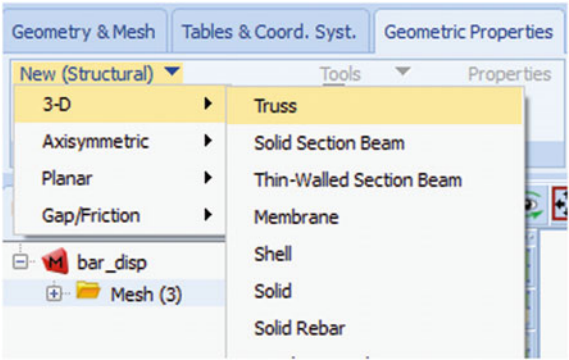 Geometry & Mesh Tables & Coord. Syst. Geometric Properties
New (Structural) Tools Properties
3-D
Axisymmetric
Planar
Gap/Friction
Truss
Solid Section Beam
Thin-Walled Section Beam
Membrane
Shell
Solid
Solid Rebar
bar_disp
Mesh (3)